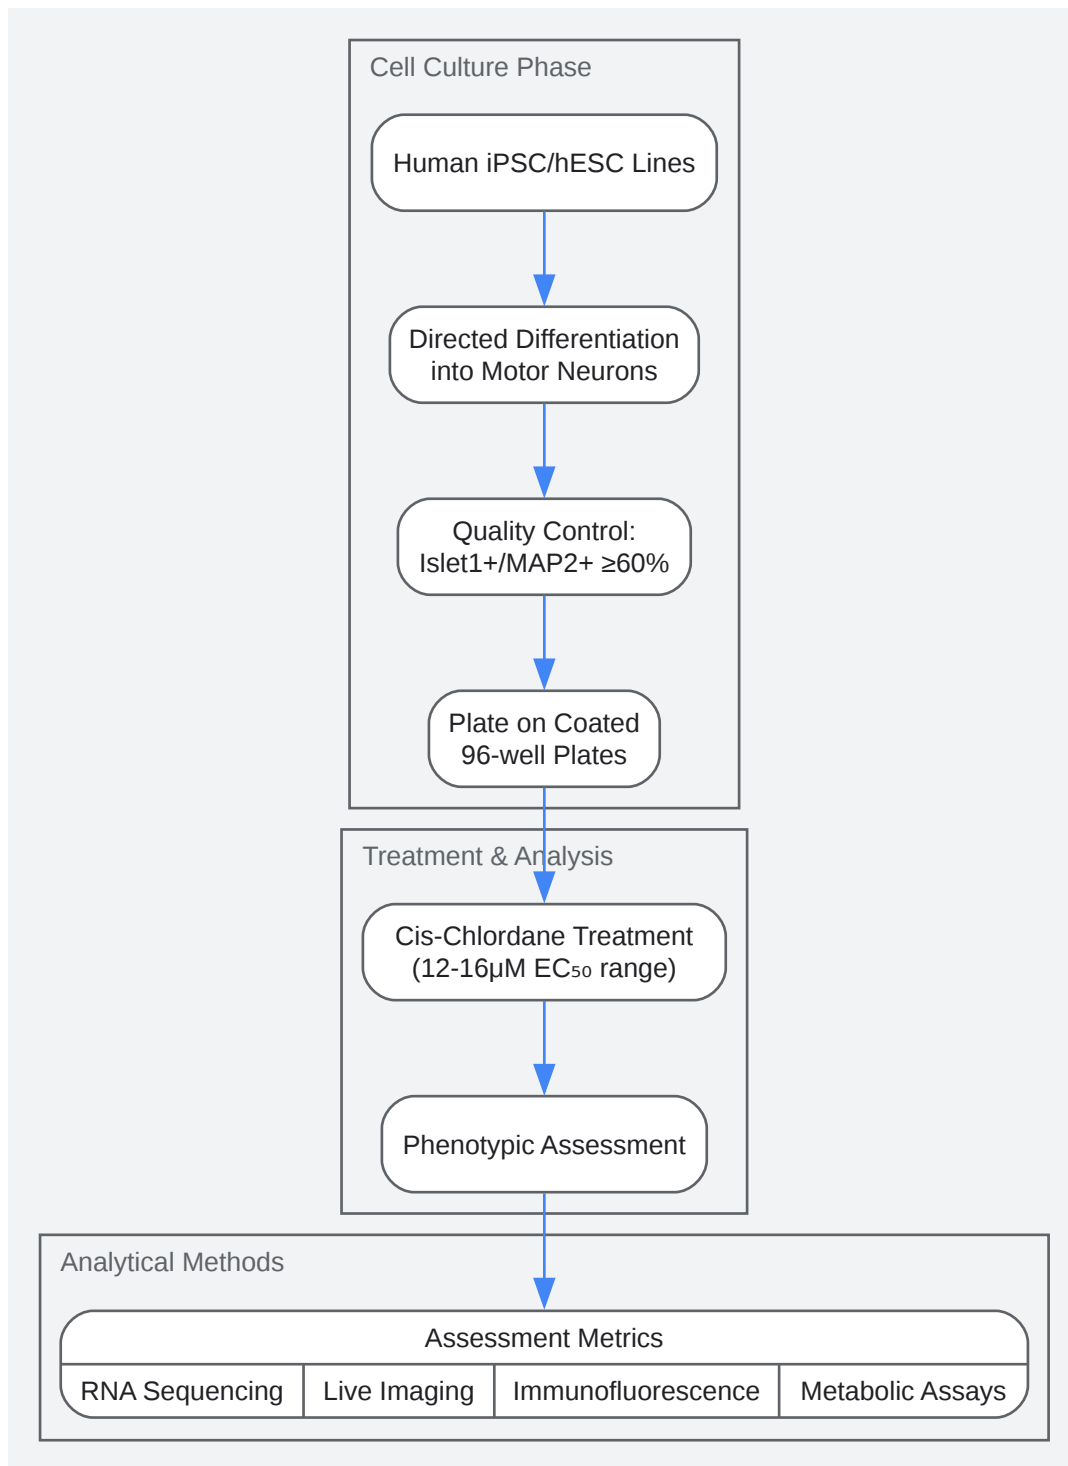 Cell Culture Phase
Human iPSC/hESC Lines
Directed Differentiation
into Motor Neurons
Quality Control:
Islet1+/MAP2+ ≥60%
Plate on Coated
96-well Plates
Treatment & Analysis
Cis-Chlordane Treatment
(12-16μM EC₅₀ range)
Phenotypic Assessment
Analytical Methods
Assessment Metrics
RNA Sequencing
Live Imaging
Immunofluorescence
Metabolic Assays